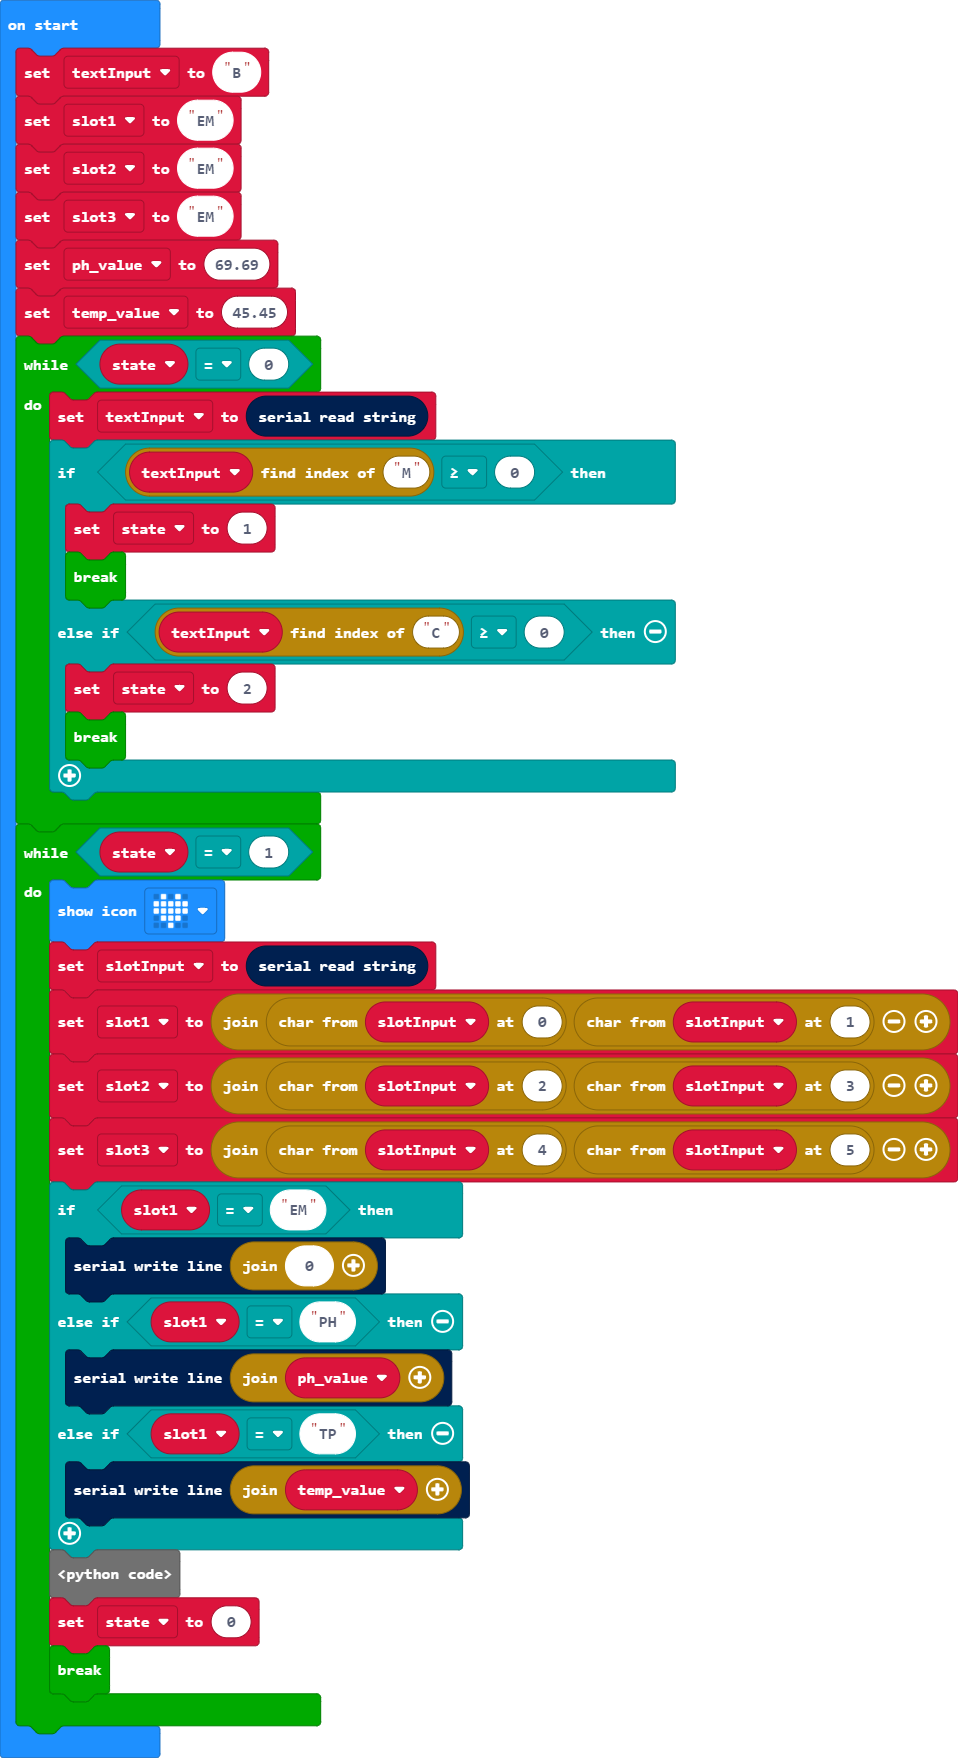 on start
set textInput to "B"
set slot1 to "EM"
set slot2 to "EM"
set slot3 to "EM"
set ph_value to 69.69
set temp_value to 45.45
while state = 0
do set textInput to serial read string
if textInput find index of "M" ≥ 0 then
set state to 1
break
else if textInput find index of "C" ≥ 0 then
set state to 2
break
while state = 1
do
show icon
set slotInput to serial read string
set slot1 to join char from slotInput at 0 char from slotInput at 1
set slot2 to join char from slotInput at 2 char from slotInput at 3
set slot3 to join char from slotInput at 4 char from slotInput at 5
if slot1 = "EM" then
serial write line join 0
else if slot1 = "PH" then
serial write line join ph_value
else if slot1 = "TP" then
serial write line join temp_value
<python code>
set state to 0
break